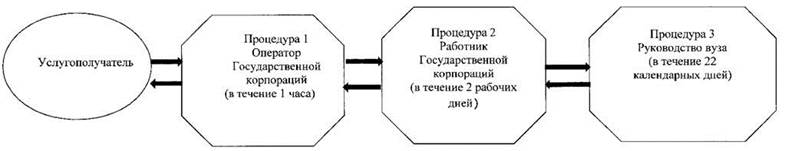 Услугополучатель
Процедура 1
Оператор
Государственной
корпораций
(в течение 1 часа)
Процедура 2
Работник
Государственной
корпораций
(в течение 2 рабочих
дней)
Процедура 3
Руководство вуза
(в течение 22
календарных дней)